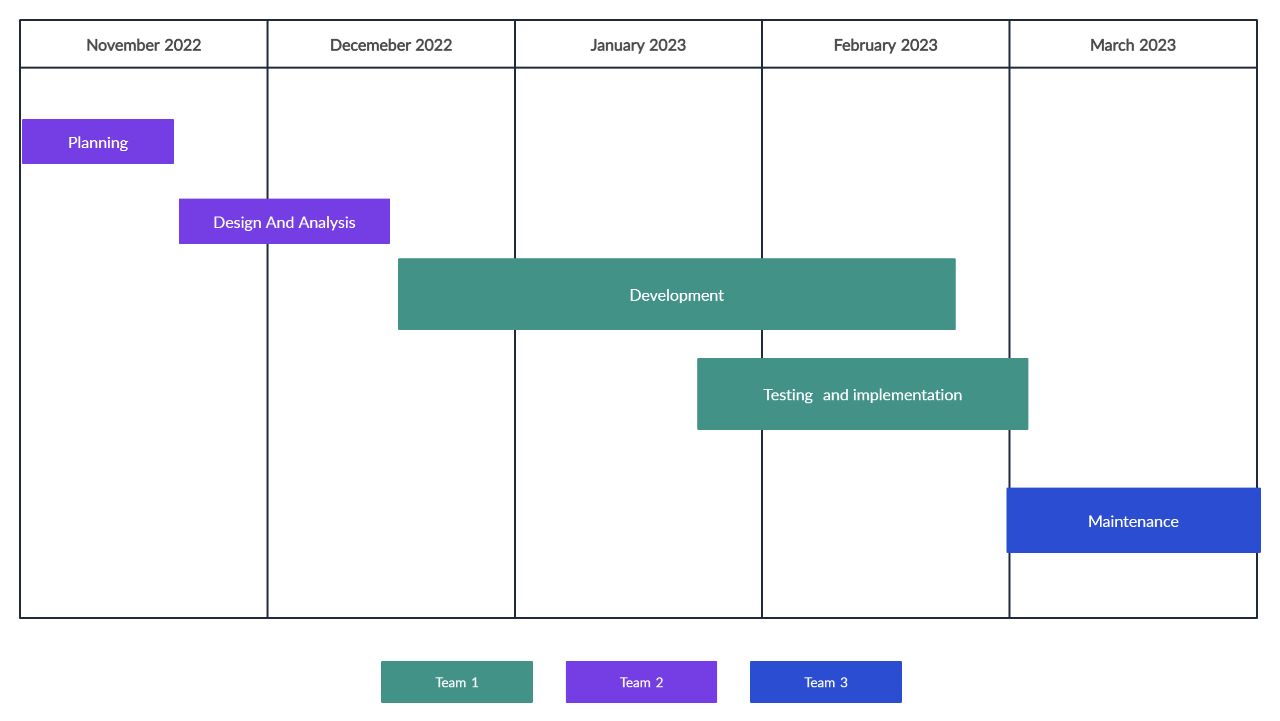 November 2022
Decemeber 2022
January 2023
February 2023
March 2023
Planning
Design And Analysis
Development
Testing  and implementation
Maintenance
Team 1
Team 2
Team 3